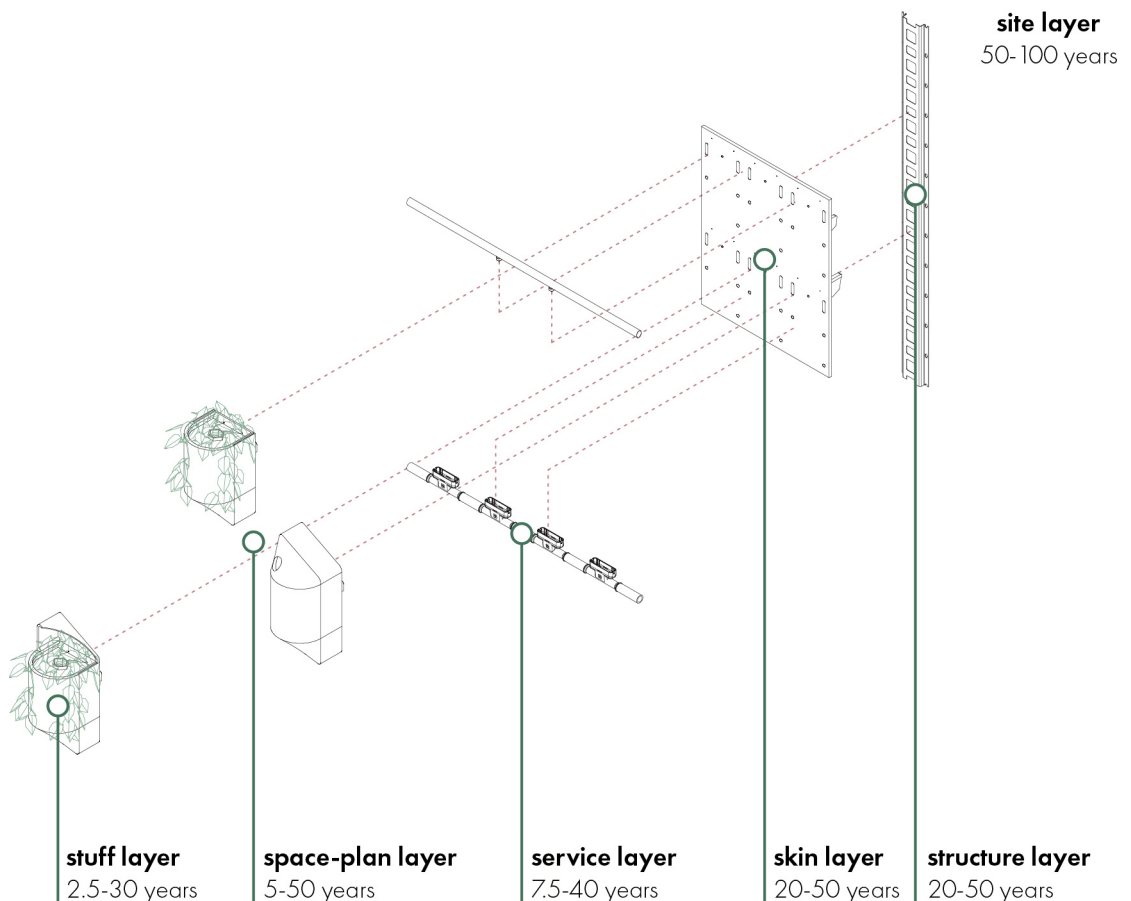 site layer
50-100 years
stuff layer
2.5-30 years
space-plan layer
5-50 years
service layer
7.5-40 years
skin layer
20-50 years
structure layer
20-50 years